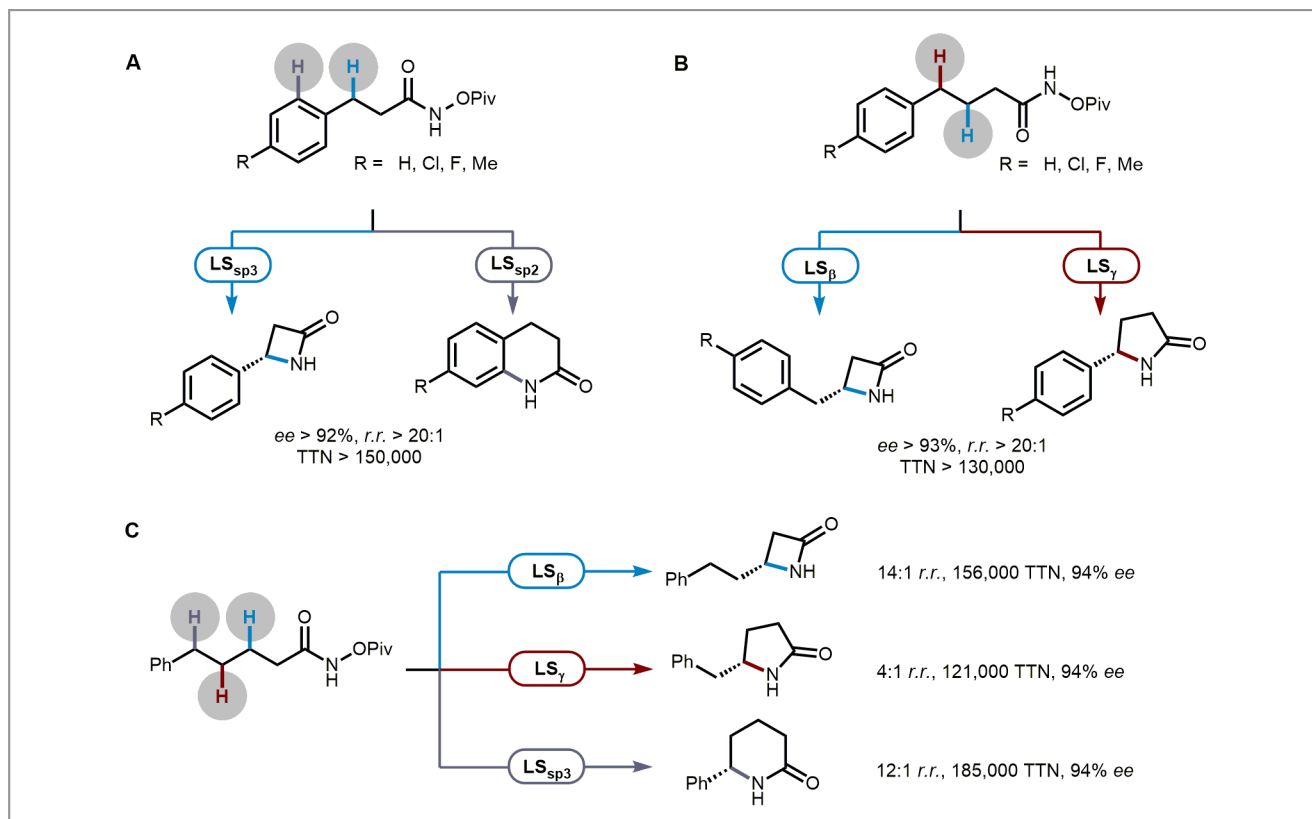 A
H H O
N
H
OPiv
R
R = H, Cl, F, Me
LSsp3
LSsp2
O
NH
R
R
N
H
O
ee > 92%, r.r. > 20:1
TTN > 150,000
B
H
H
N
OPiv
H
O
R
R = H, Cl, F, Me
LSβ
LSγ
R
O
NH
O
N
H
R
ee > 93%, r.r. > 20:1
TTN > 130,000
C
H H O
Ph
N
H
OPiv
H
LSβ
Ph
O
NH
14:1 r.r., 156,000 TTN, 94% ee
LSγ
Ph
O
N
H
4:1 r.r., 121,000 TTN, 94% ee
LSsp3
Ph
N
H
O
12:1 r.r., 185,000 TTN, 94% ee